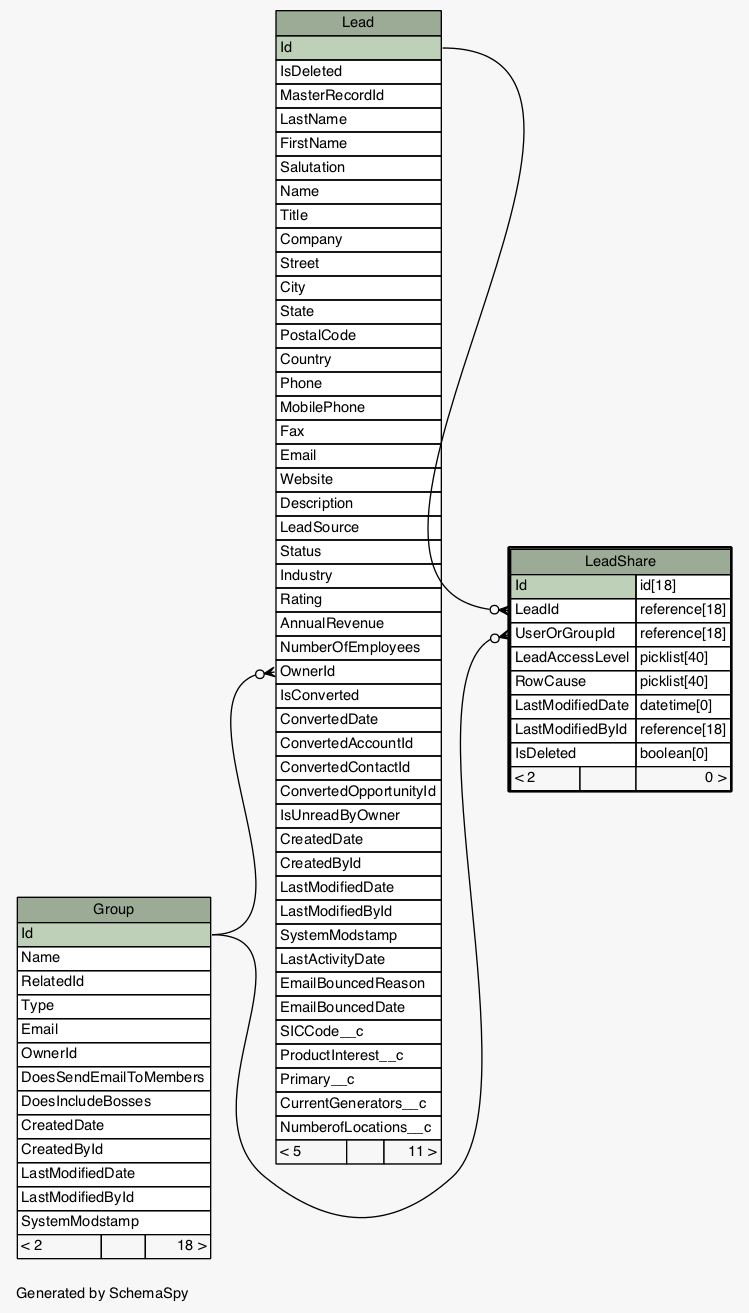 Lead
Id
IsDeleted
MasterRecordId
LastName
FirstName
Salutation
Name
Title
Company
Street
City
State
PostalCode
Country
Phone
MobilePhone
Fax
Email
Website
Description
LeadSource
Status
Industry
Rating
AnnualRevenue
NumberOfEmployees
OwnerId
IsConverted
ConvertedDate
ConvertedAccountId
ConvertedContactId
ConvertedOpportunityId
IsUnreadByOwner
CreatedDate
CreatedById
LastModifiedDate
LastModifiedById
SystemModstamp
LastActivityDate
EmailBouncedReason
EmailBouncedDate
SICCode__c
ProductInterest__c
Primary__c
CurrentGenerators__c
NumberofLocations__c
< 5 11 >
LeadShare
Id id[18]
LeadId reference[18]
UserOrGroupId reference[18]
LeadAccessLevel picklist[40]
RowCause picklist[40]
LastModifiedDate datetime[0]
LastModifiedById reference[18]
IsDeleted boolean[0]
< 2 0 >
Group
Id
Name
RelatedId
Type
Email
OwnerId
DoesSendEmailToMembers
DoesIncludeBosses
CreatedDate
CreatedById
LastModifiedDate
LastModifiedById
SystemModstamp
< 2 18 >
Generated by SchemaSpy